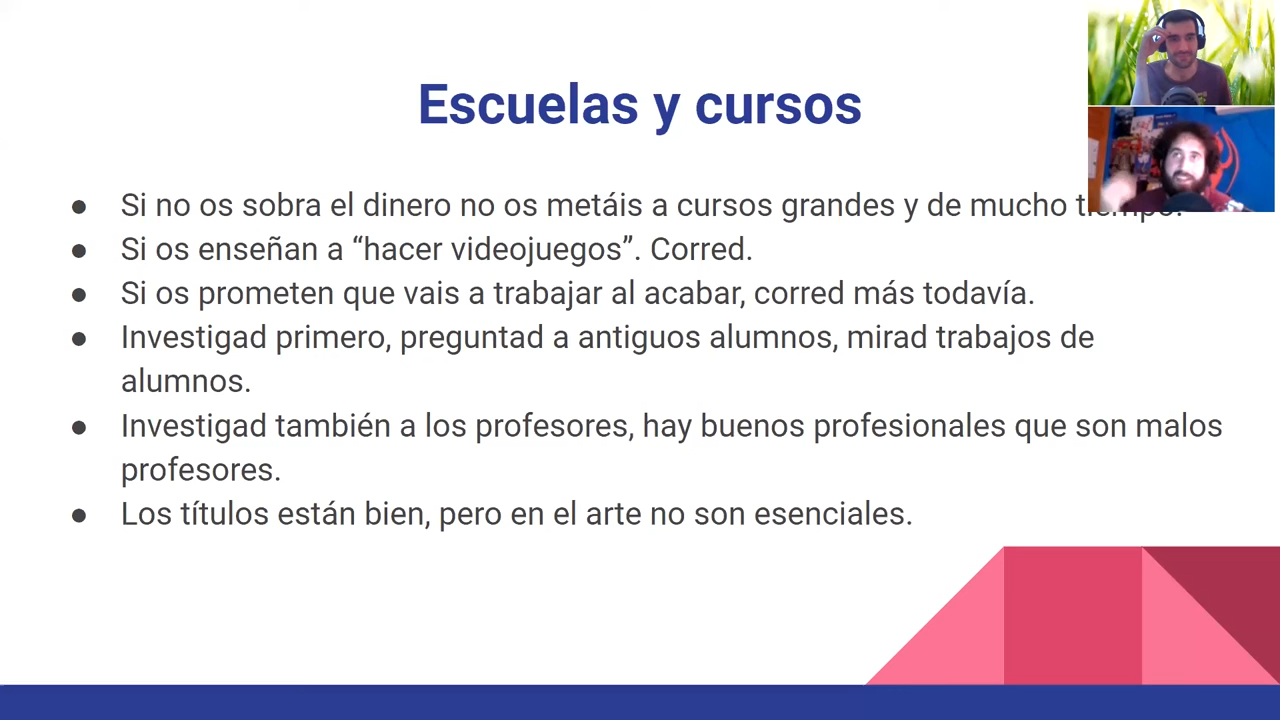 Escuelas y cursos
● Si no os sobra el dinero no os metáis a cursos grandes y de mucho tiempo.
● Si os enseñan a “hacer videojuegos”. Corred.
● Si os prometen que vais a trabajar al acabar, corred más todavía.
● Investigad primero, preguntad a antiguos alumnos, mirad trabajos de
alumnos.
● Investigad también a los profesores, hay buenos profesionales que son malos
profesores.
● Los títulos están bien, pero en el arte no son esenciales.